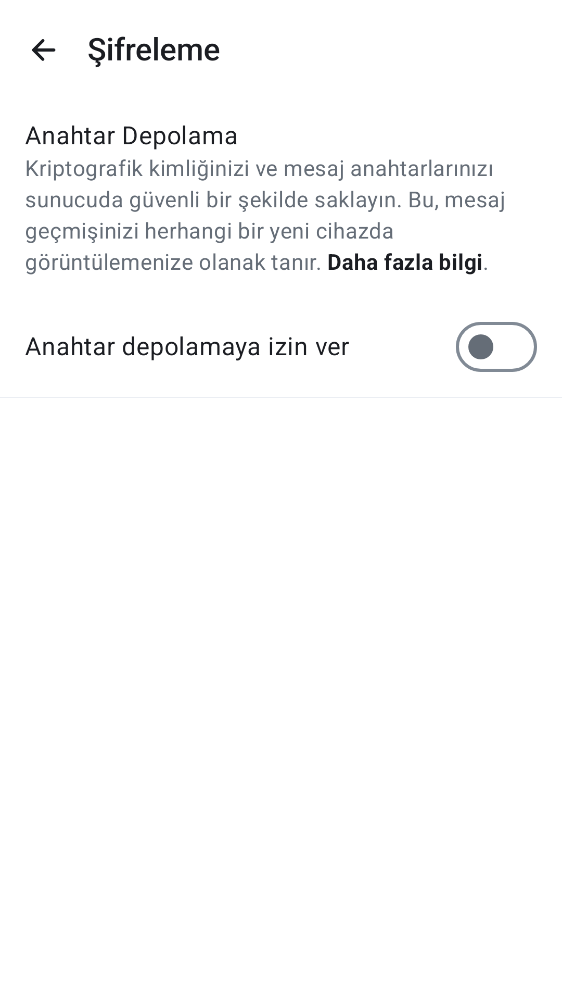 Şifreleme
Anahtar Depolama
Kriptografik kimliğinizi ve mesaj anahtarlarınızı
sunucuda güvenli bir şekilde saklayın. Bu, mesaj
geçmişinizi herhangi bir yeni cihazda
görüntülemenize olanak tanır. Daha fazla bilgi.
Anahtar depolamaya izin ver